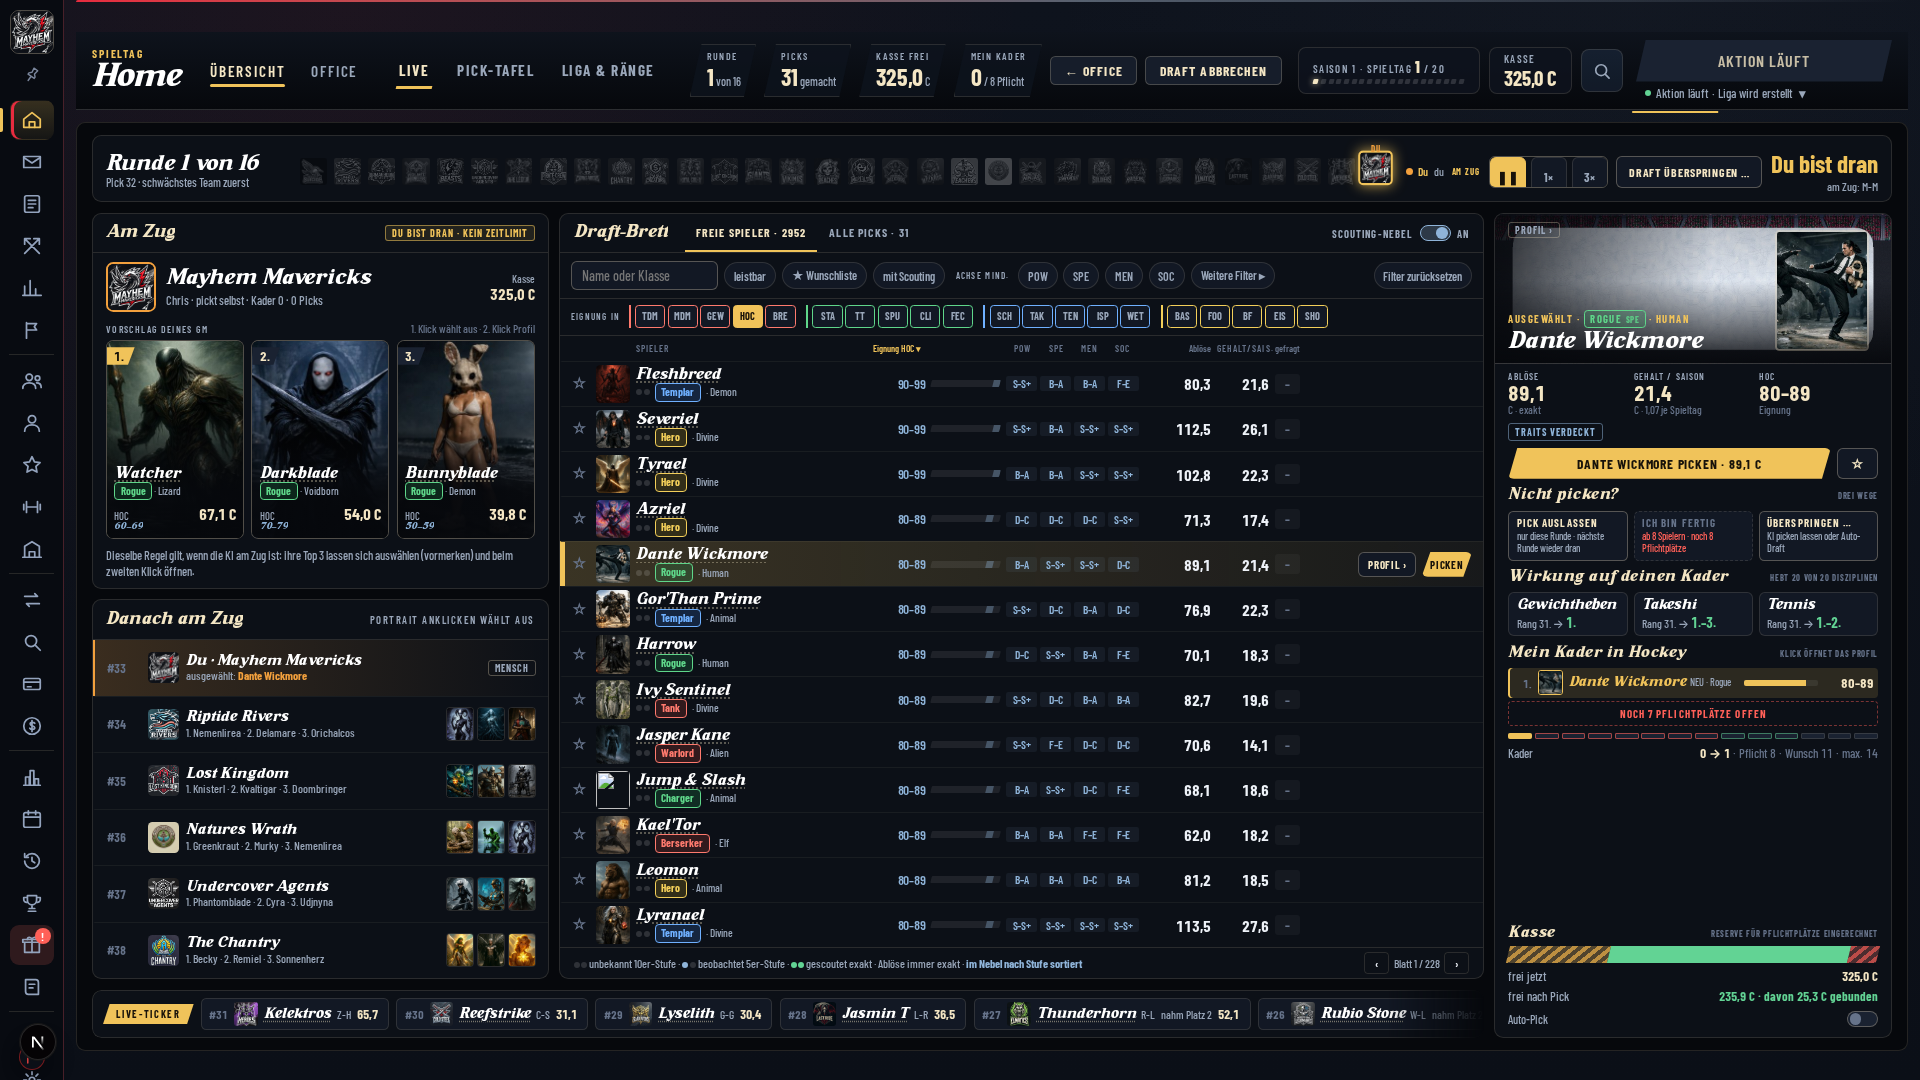 SPIELTAG
Home
ÜBERSICHT
OFFICE
LIVE
PICK-TAFEL
LIGA & RÄNGE
RUNDE
1 von 16
PICKS
31 gemacht
KASSE FREI
325,0 C
MEIN KADER
0 / 8 Pflicht
← OFFICE
DRAFT ABBRECHEN
SAISON 1 · SPIELTAG 1 / 20
KASSE
325,0 C
AKTION LÄUFT
Aktion läuft · Liga wird erstellt ▼
Runde 1 von 16
Pick 32 · schwächstes Team zuerst
DU
Du du AM ZUG
1×
3×
DRAFT ÜBERSPRINGEN ...
Du bist dran
am Zug: M-M
Am Zug
DU BIST DRAN · KEIN ZEITLIMIT
Mayhem Mavericks
Chris · pickt selbst · Kader 0 · 0 Picks
Kasse
325,0 C
VORSCHLAG DEINES GM
1. Klick wählt aus · 2. Klick Profil
1.
Watcher
Rogue · Lizard
HOC
60-69
67,1 C
2.
Darkblade
Rogue · Voidborn
HOC
70-79
54,0 C
3.
Bunnyblade
Rogue · Demon
HOC
50-59
39,8 C
Dieselbe Regel gilt, wenn die KI am Zug ist: Ihre Top 3 lassen sich auswählen (vormerken) und beim
zweiten Klick öffnen.
Danach am Zug
PORTRAIT ANKLICKEN WÄHLT AUS
#33
Du · Mayhem Mavericks
ausgewählt: Dante Wickmore
MENSCH
#34
Riptide Rivers
1. Nemenlirea · 2. Delamare · 3. Orichalcos
#35
Lost Kingdom
1. Knisterl · 2. Kvaltigar · 3. Doombringer
#36
Natures Wrath
1. Greenkraut · 2. Murky · 3. Nemenlirea
#37
Undercover Agents
1. Phantomblade · 2. Cyra · 3. Udjnyna
#38
The Chantry
1. Becky · 2. Remiel · 3. Sonnenherz
Draft-Brett
FREIE SPIELER · 2952
ALLE PICKS · 31
SCOUTING-NEBEL
AN
Name oder Klasse
leistbar
★ Wunschliste
mit Scouting
ACHSE MIND.
POW
SPE
MEN
SOC
Weitere Filter ▸
Filter zurücksetzen
EIGNUNG IN
TDM
MDM
GEW
HOC
BRE
STA
TT
SPU
CLI
FEC
SCH
TAK
TEN
ISP
WET
BAS
FOO
BF
EIS
SHO
SPIELER
Eignung HOC ▾
POW
SPE
MEN
SOC
Ablöse
GEHALT/SAIS.
gefragt
Fleshbreed
Templar · Demon
90-99 S-S+ B-A B-A F-E 80,3 21,6 -
Severiel
Hero · Divine
90-99 S-S+ B-A S-S+ S-S+ 112,5 26,1 -
Tyrael
Hero · Divine
90-99 B-A B-A S-S+ S-S+ 102,8 22,3 -
Azriel
Hero · Divine
80-89 D-C D-C D-C S-S+ 71,3 17,4 -
Dante Wickmore
Rogue · Human
80-89 B-A S-S+ S-S+ D-C 89,1 21,4 -
PROFIL ›
PICKEN
Gor'Than Prime
Templar · Animal
80-89 S-S+ D-C B-A D-C 76,9 22,3 -
Harrow
Rogue · Human
80-89 D-C S-S+ B-A F-E 70,1 18,3 -
Ivy Sentinel
Tank · Divine
80-89 S-S+ D-C B-A B-A 82,7 19,6 -
Jasper Kane
Warlord · Alien
80-89 S-S+ F-E D-C D-C 70,6 14,1 -
Jump & Slash
Charger · Animal
80-89 B-A S-S+ D-C F-E 68,1 18,6 -
Kael'Tor
Berserker · Elf
80-89 B-A B-A F-E F-E 62,0 18,2 -
Leomon
Hero · Animal
80-89 B-A B-A D-C B-A 81,2 18,5 -
Lyranael
Templar · Divine
80-89 S-S+ S-S+ S-S+ S-S+ 113,5 27,6 -
unbekannt 10er-Stufe · beobachtet 5er-Stufe · gescoutet exakt · Ablöse immer exakt · im Nebel nach Stufe sortiert
‹ Blatt 1 / 228 ›
PROFIL ›
AUSGEWÄHLT · ROGUE SPE · HUMAN
Dante Wickmore
ABLÖSE
89,1
C · exakt
GEHALT / SAISON
21,4
C · 1,07 je Spieltag
HOC
80-89
Eignung
TRAITS VERDECKT
DANTE WICKMORE PICKEN · 89,1 C
Nicht picken?
DREI WEGE
PICK AUSLASSEN
nur diese Runde · nächste
Runde wieder dran
ICH BIN FERTIG
ab 8 Spielern · noch 8
Pflichtplätze
ÜBERSPRINGEN ...
KI picken lassen oder Auto-
Draft
Wirkung auf deinen Kader
HEBT 20 VON 20 DISZIPLINEN
Gewichtheben
Rang 31. → 1.
Takeshi
Rang 31. → 1.-3.
Tennis
Rang 31. → 1.-2.
Mein Kader in Hockey
KLICK ÖFFNET DAS PROFIL
1. Dante Wickmore NEU · Rogue 80-89
NOCH 7 PFLICHTPLÄTZE OFFEN
Kader
0 → 1 · Pflicht 8 · Wunsch 11 · max. 14
Kasse
RESERVE FÜR PFLICHTPLÄTZE EINGERECHNET
frei jetzt
325,0 C
frei nach Pick
235,9 C · davon 25,3 C gebunden
Auto-Pick
LIVE-TICKER
#31 Kelektros Z-H 65,7
#30 Reefstrike C-S 31,1
#29 Lyselith G-G 30,4
#28 Jasmin T L-R 36,5
#27 Thunderhorn R-L nahm Platz 2 52,1
#26 Rubio Stone W-L nahm Platz
N